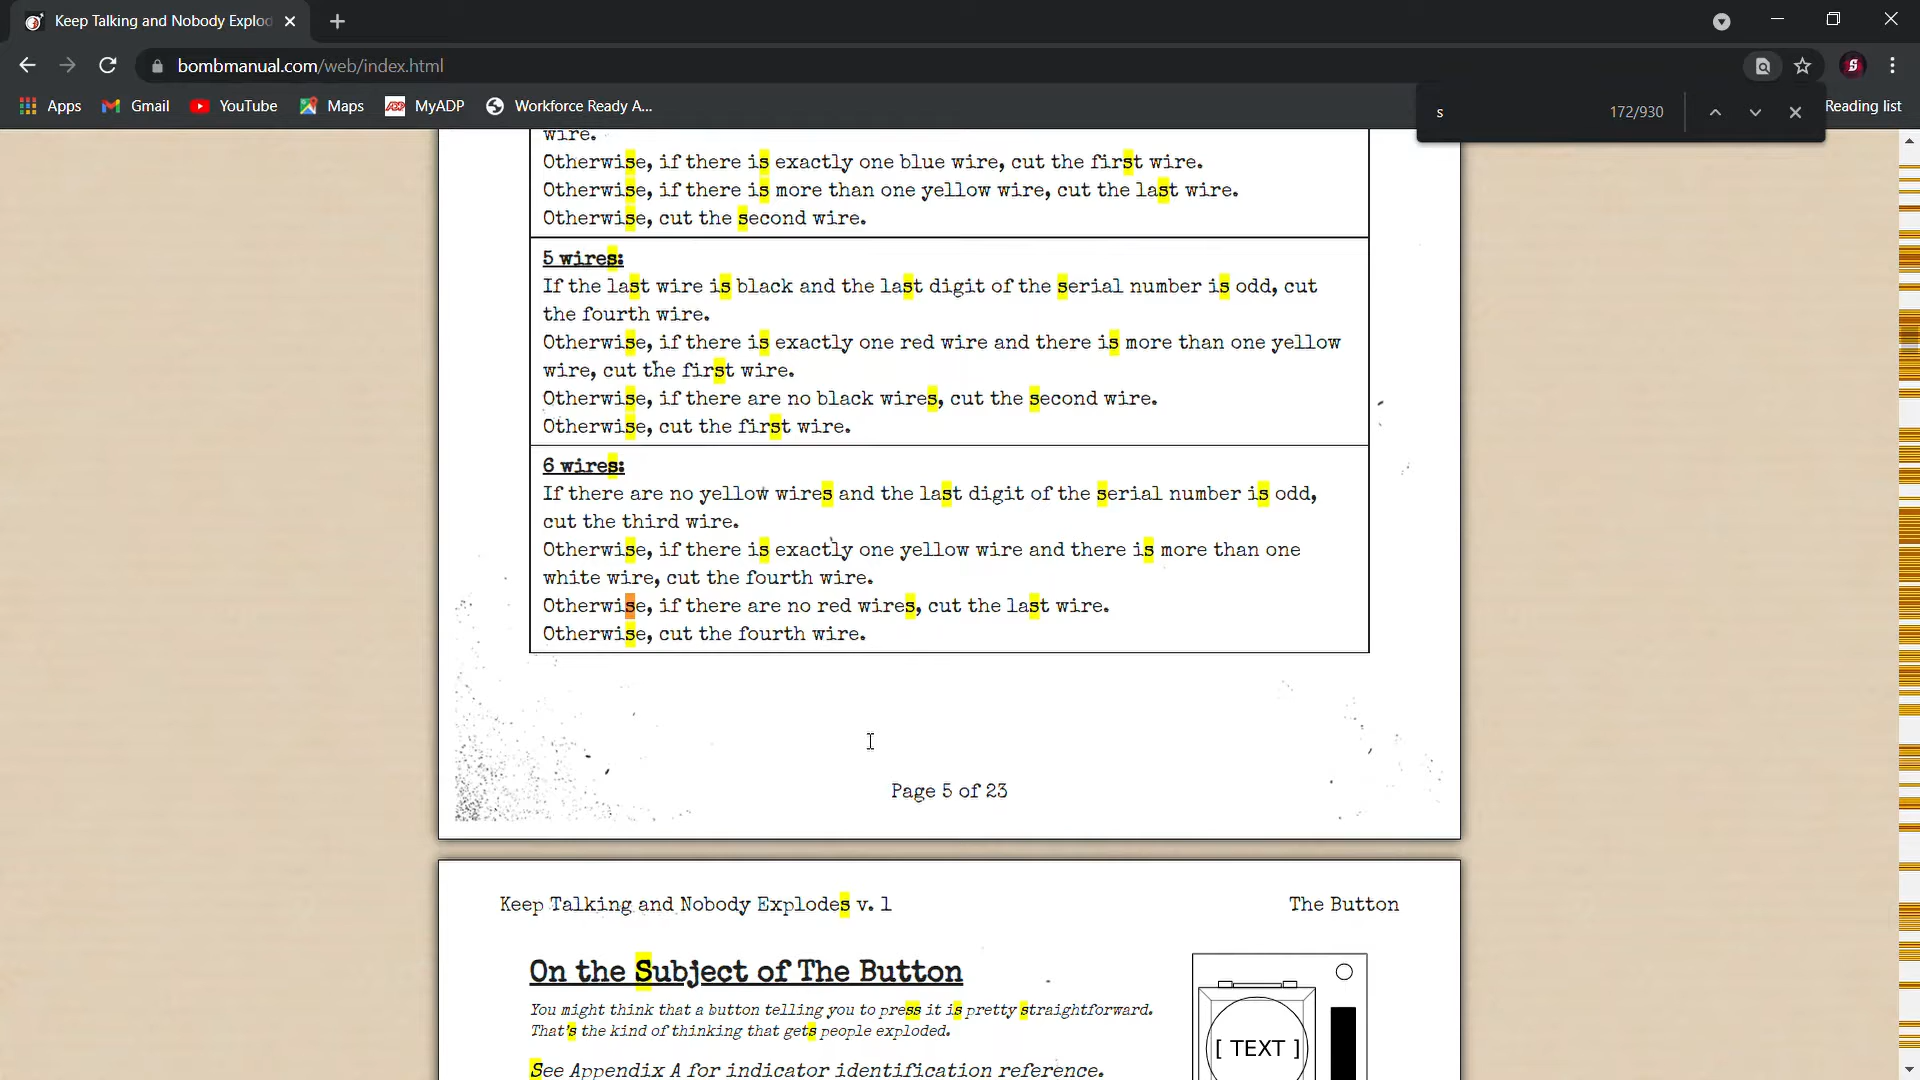 Keep Talking and Nobody Explod
bombmanual.com/web/index.html
Apps Gmail YouTube Maps ADP MyADP Workforce Ready A... Reading list
s 172/930
wire.
Otherwise, if there is exactly one blue wire, cut the first wire.
Otherwise, if there is more than one yellow wire, cut the last wire.
Otherwise, cut the second wire.
5 wires:
If the last wire is black and the last digit of the serial number is odd, cut
the fourth wire.
Otherwise, if there is exactly one red wire and there is more than one yellow
wire, cut the first wire.
Otherwise, if there are no black wires, cut the second wire.
Otherwise, cut the first wire.
6 wires:
If there are no yellow wires and the last digit of the serial number is odd,
cut the third wire.
Otherwise, if there is exactly one yellow wire and there is more than one
white wire, cut the fourth wire.
Otherwise, if there are no red wires, cut the last wire.
Otherwise, cut the fourth wire.
Page 5 of 23
Keep Talking and Nobody Explodes v. 1 The Button
On the Subject of The Button
You might think that a button telling you to press it is pretty straightforward.
That's the kind of thinking that gets people exploded.
[ TEXT ]
See Appendix A for indicator identification reference.